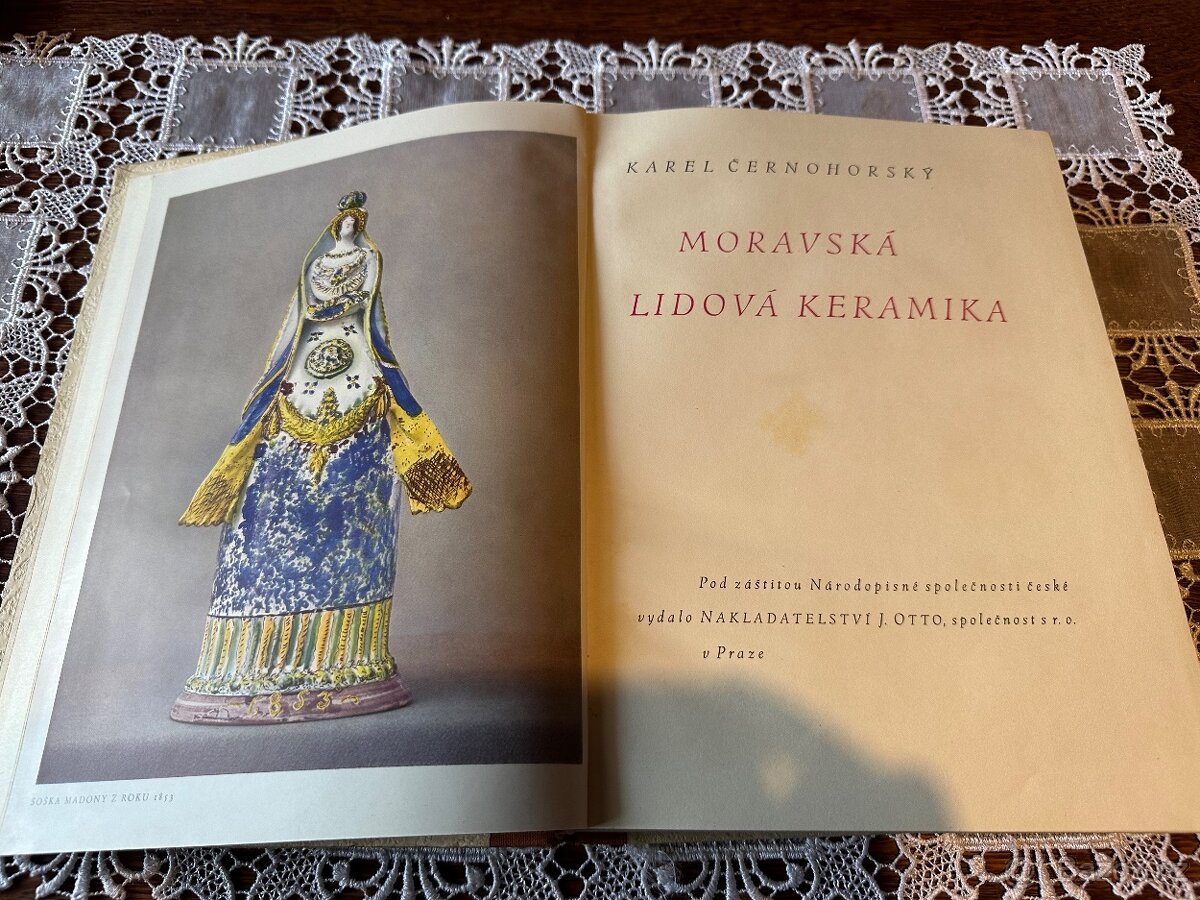 1853
SOŠKA MADONY Z ROKU 1853
KAREL ČERNOHORSKÝ
MORAVSKÁ
LIDOVÁ KERAMIKA
Pod záštitou Národopisné společnosti české
vydalo NAKLADATELSTVÍ J. OTTO, společnost s r. o.
v Praze